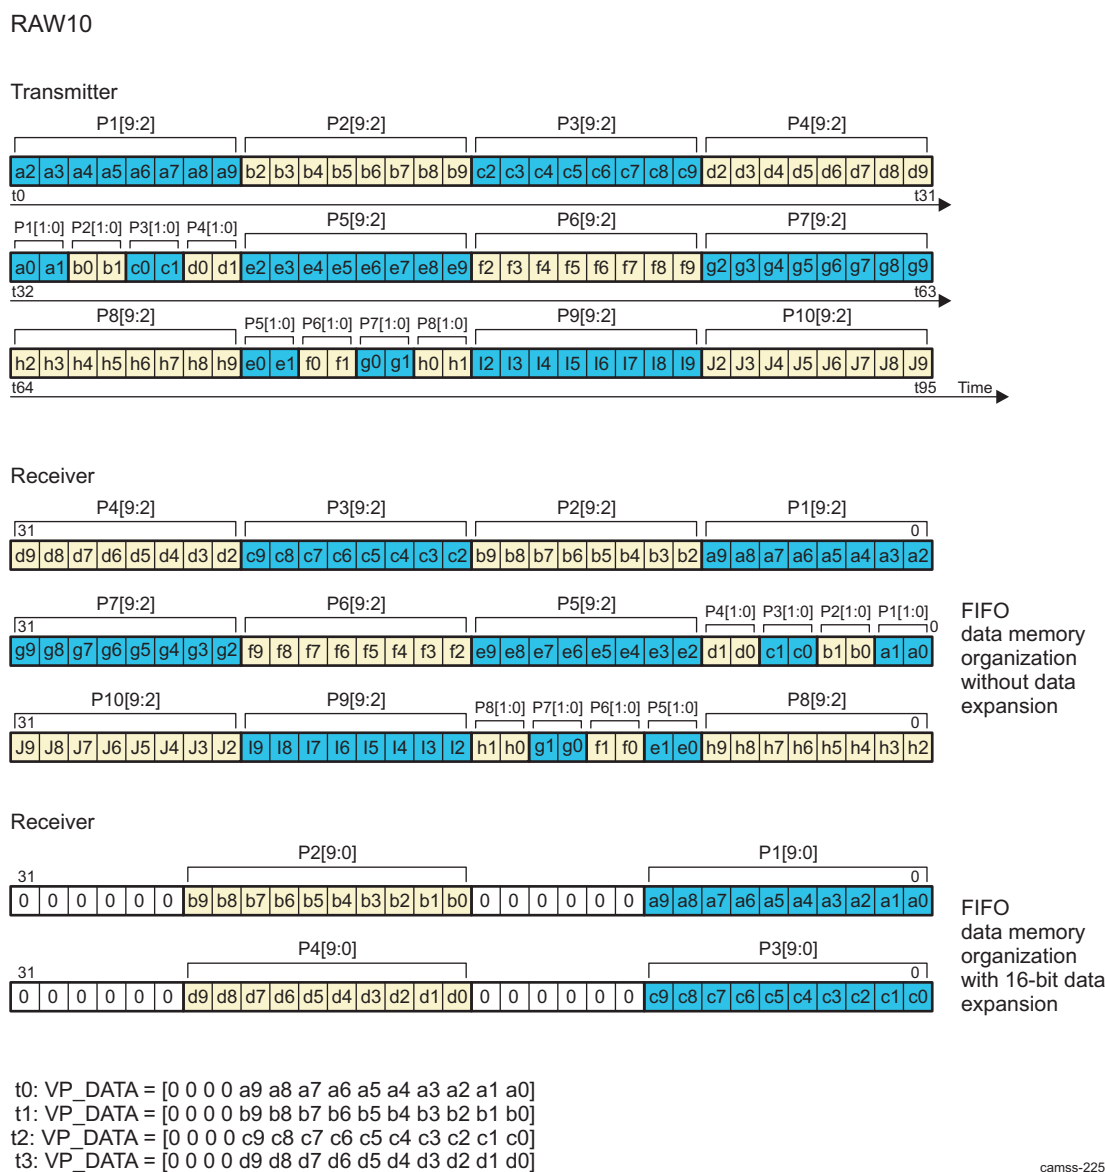 RAW10
Transmitter
P1[9:2] P2[9:2] P3[9:2] P4[9:2]
a2 a3 a4 a5 a6 a7 a8 a9 b2 b3 b4 b5 b6 b7 b8 b9 c2 c3 c4 c5 c6 c7 c8 c9 d2 d3 d4 d5 d6 d7 d8 d9
t0 t31
P1[1:0] P2[1:0] P3[1:0] P4[1:0] P5[9:2] P6[9:2] P7[9:2]
a0 a1 b0 b1 c0 c1 d0 d1 e2 e3 e4 e5 e6 e7 e8 e9 f2 f3 f4 f5 f6 f7 f8 f9 g2 g3 g4 g5 g6 g7 g8 g9
t32 t63
P8[9:2] P5[1:0] P6[1:0] P7[1:0] P8[1:0] P9[9:2] P10[9:2]
h2 h3 h4 h5 h6 h7 h8 h9 e0 e1 f0 f1 g0 g1 h0 h1 I2 I3 I4 I5 I6 I7 I8 I9 J2 J3 J4 J5 J6 J7 J8 J9
t64 t95 Time
Receiver
P4[9:2] P3[9:2] P2[9:2] P1[9:2]
31 0
d9 d8 d7 d6 d5 d4 d3 d2 c9 c8 c7 c6 c5 c4 c3 c2 b9 b8 b7 b6 b5 b4 b3 b2 a9 a8 a7 a6 a5 a4 a3 a2
P7[9:2] P6[9:2] P5[9:2] P4[1:0] P3[1:0] P2[1:0] P1[1:0]
31 0
g9 g8 g7 g6 g5 g4 g3 g2 f9 f8 f7 f6 f5 f4 f3 f2 e9 e8 e7 e6 e5 e4 e3 e2 d1 d0 c1 c0 b1 b0 a1 a0
P10[9:2] P9[9:2] P8[1:0] P7[1:0] P6[1:0] P5[1:0] P8[9:2]
31 0
J9 J8 J7 J6 J5 J4 J3 J2 I9 I8 I7 I6 I5 I4 I3 I2 h1 h0 g1 g0 f1 f0 e1 e0 h9 h8 h7 h6 h5 h4 h3 h2
FIFO
data memory
organization
without data
expansion
Receiver
P2[9:0] P1[9:0]
31 0
0 0 0 0 0 0 b9 b8 b7 b6 b5 b4 b3 b2 b1 b0 0 0 0 0 0 0 a9 a8 a7 a6 a5 a4 a3 a2 a1 a0
P4[9:0] P3[9:0]
31 0
0 0 0 0 0 0 d9 d8 d7 d6 d5 d4 d3 d2 d1 d0 0 0 0 0 0 0 c9 c8 c7 c6 c5 c4 c3 c2 c1 c0
FIFO
data memory
organization
with 16-bit data
expansion
t0: VP_DATA = [0 0 0 0 a9 a8 a7 a6 a5 a4 a3 a2 a1 a0]
t1: VP_DATA = [0 0 0 0 b9 b8 b7 b6 b5 b4 b3 b2 b1 b0]
t2: VP_DATA = [0 0 0 0 c9 c8 c7 c6 c5 c4 c3 c2 c1 c0]
t3: VP_DATA = [0 0 0 0 d9 d8 d7 d6 d5 d4 d3 d2 d1 d0]
camss-225